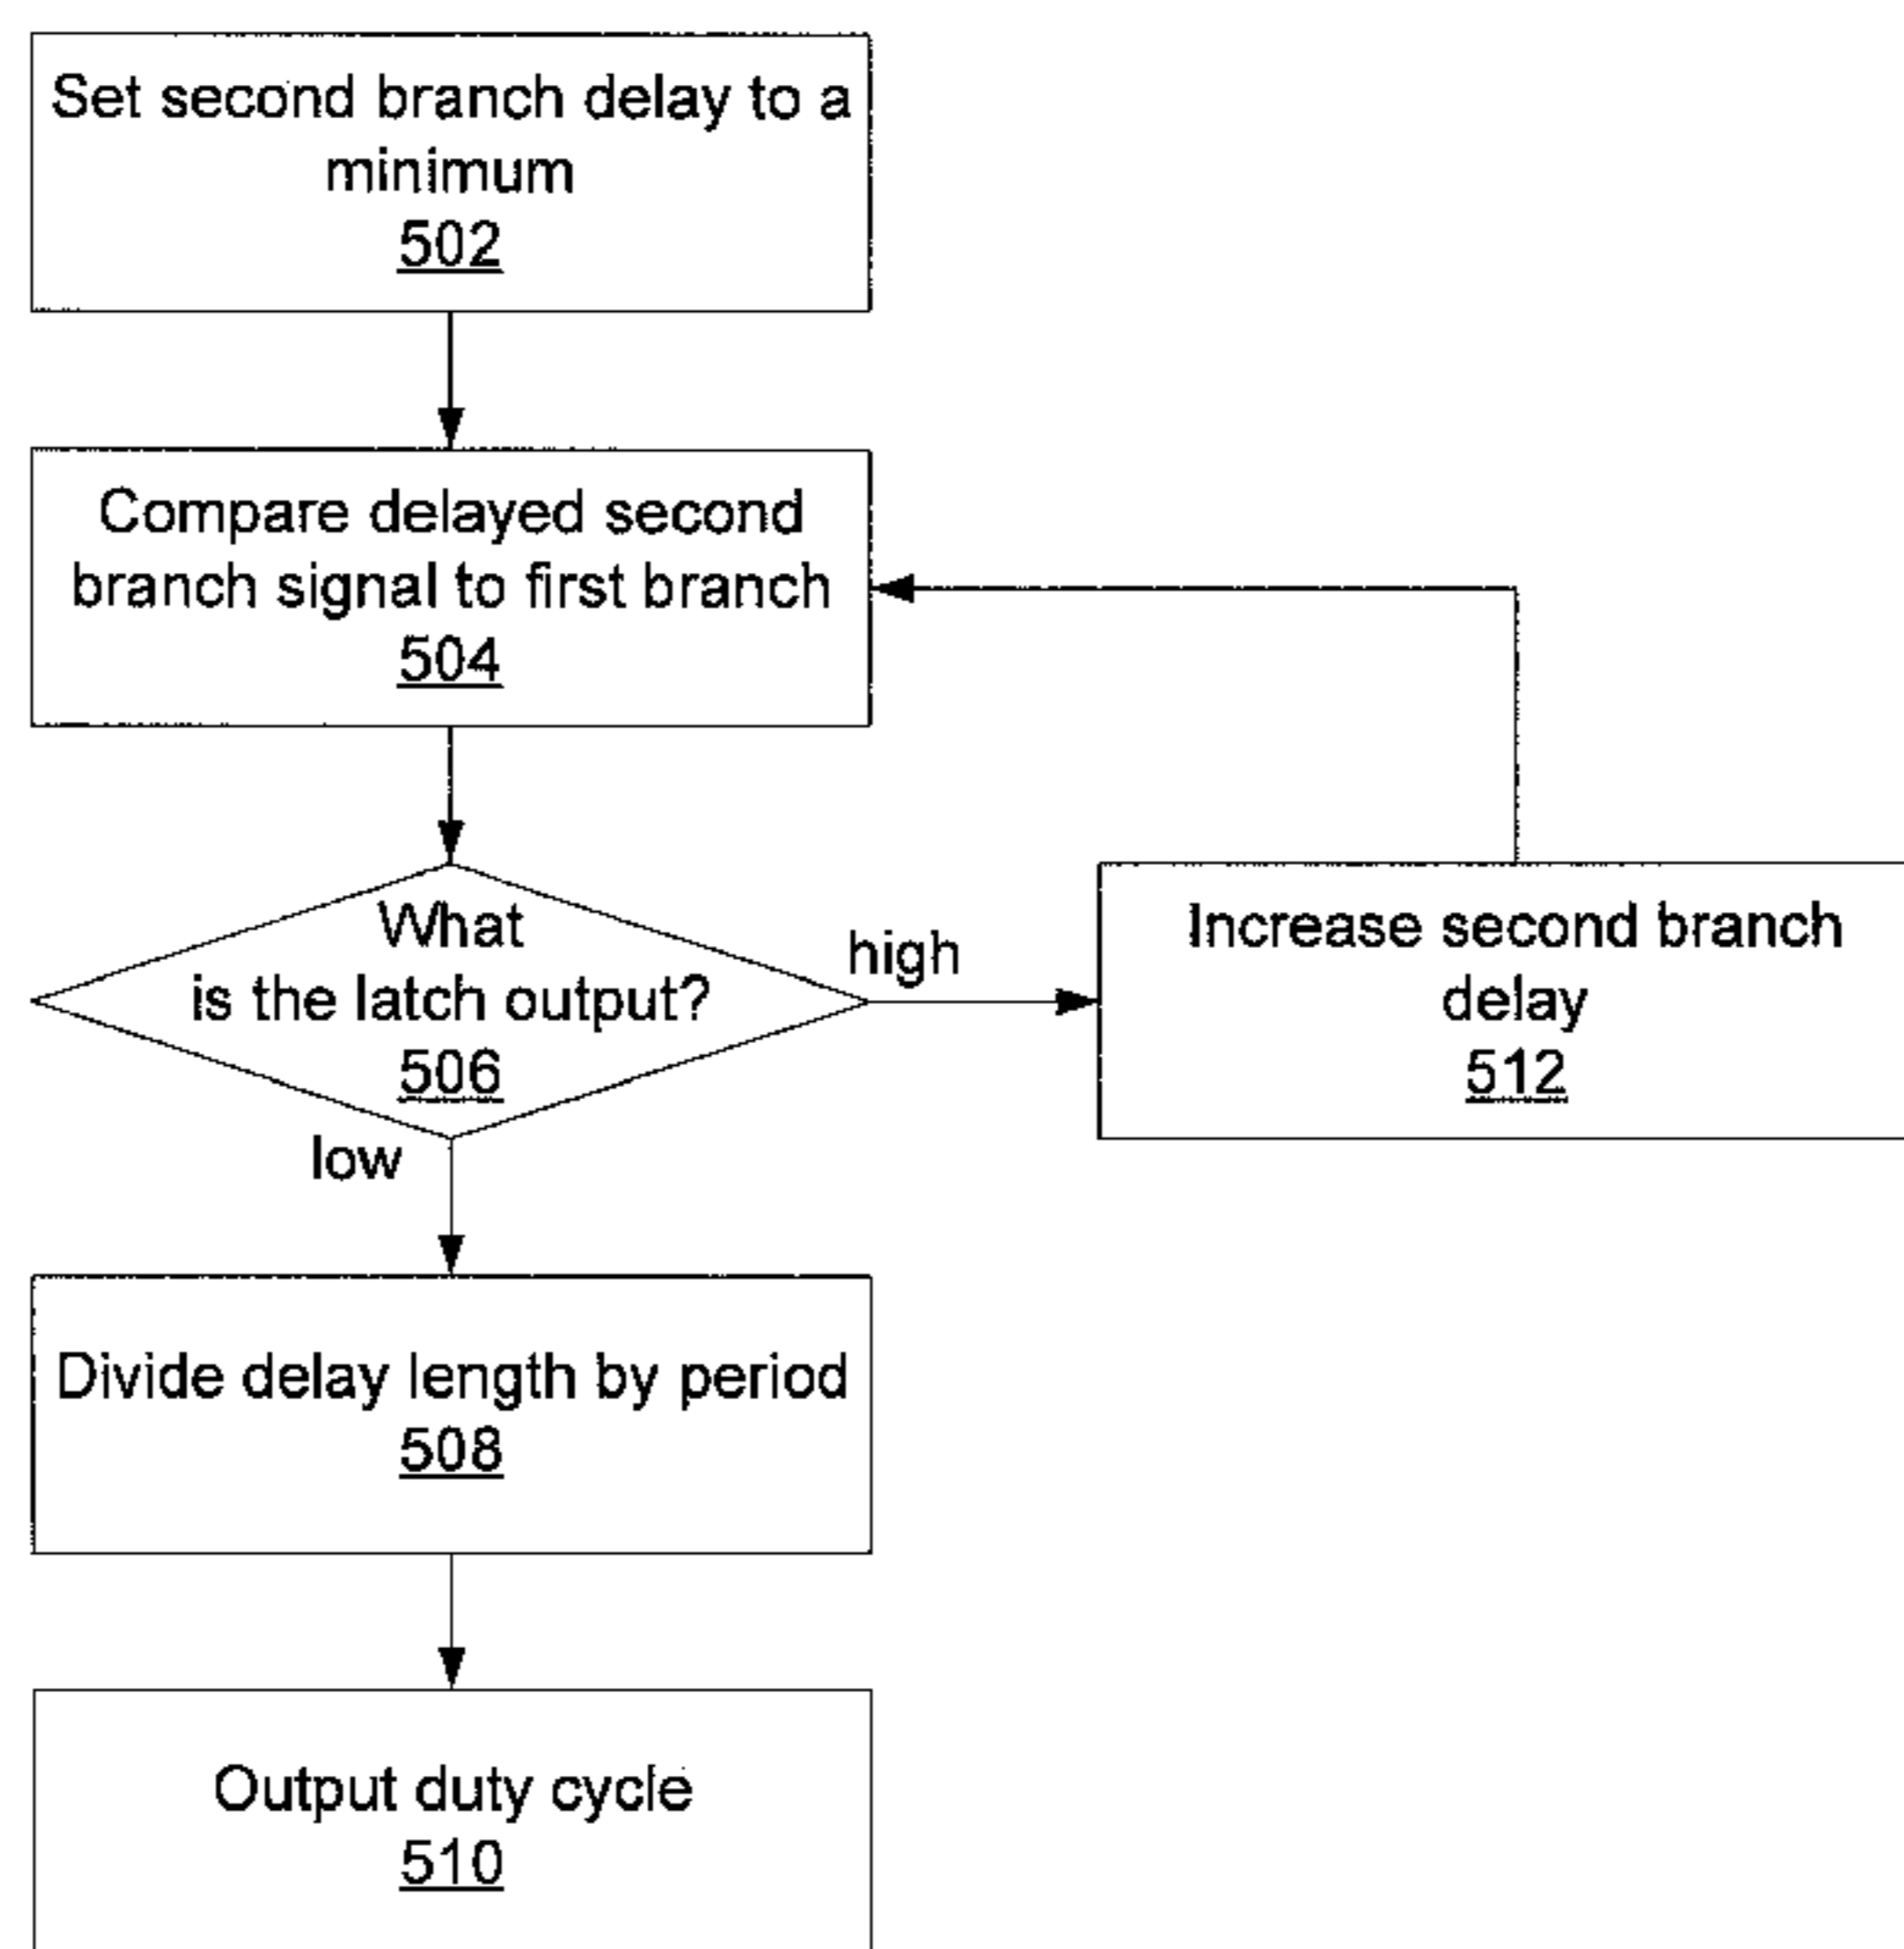 Set second branch delay to a
minimum
502
Compare delayed second
branch signal to first branch
504
What
is the latch output?
506
high
Increase second branch
delay
512
low
Divide delay length by period
508
Output duty cycle
510